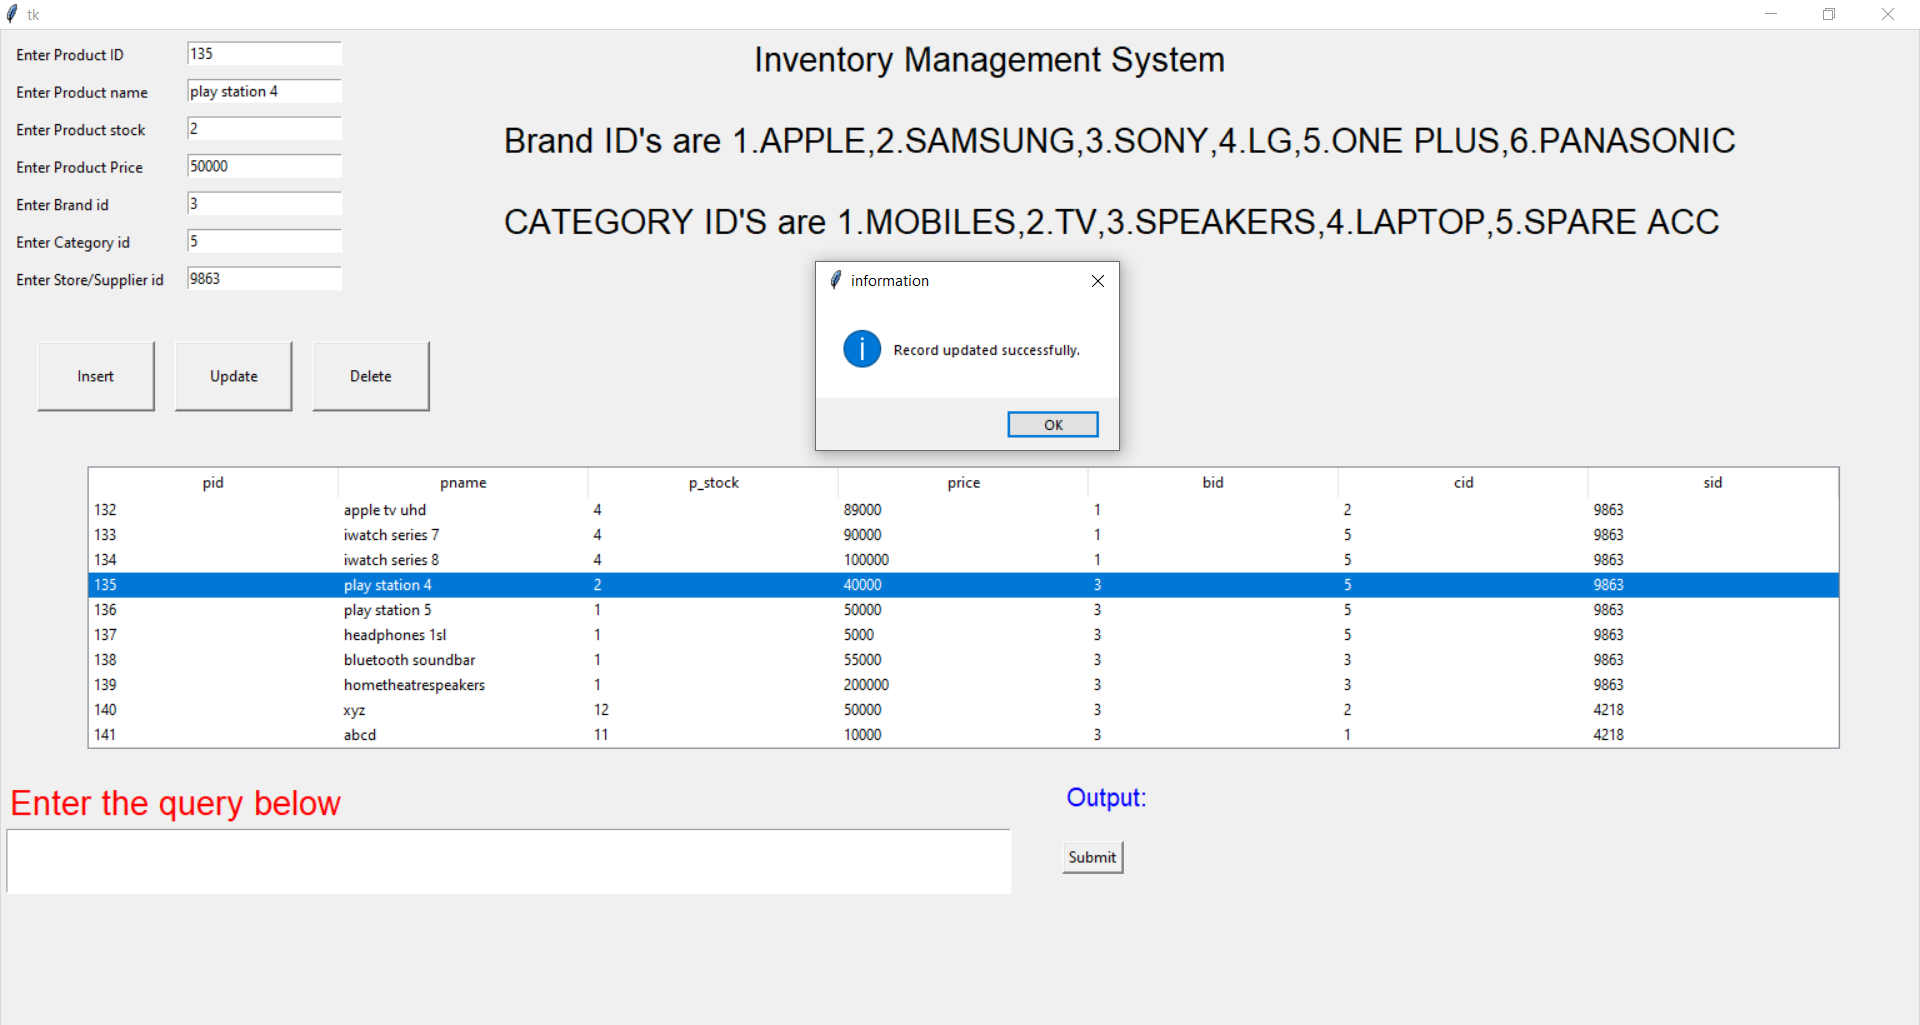 tk
Enter Product ID 135
Enter Product name play station 4
Enter Product stock 2
Enter Product Price 50000
Enter Brand id 3
Enter Category id 5
Enter Store/Supplier id 9863
Inventory Management System
Brand ID's are 1.APPLE,2.SAMSUNG,3.SONY,4.LG,5.ONE PLUS,6.PANASONIC
CATEGORY ID'S are 1.MOBILES,2.TV,3.SPEAKERS,4.LAPTOP,5.SPARE ACC
information
i
Record updated successfully.
OK
Insert Update Delete
pid pname p_stock price bid cid sid
132 apple tv uhd 4 89000 1 2 9863
133 iwatch series 7 4 90000 1 5 9863
134 iwatch series 8 4 100000 1 5 9863
135 play station 4 2 40000 3 5 9863
136 play station 5 1 50000 3 5 9863
137 headphones 1sl 1 5000 3 5 9863
138 bluetooth soundbar 1 55000 3 3 9863
139 hometheatrespeakers 1 200000 3 3 9863
140 xyz 12 50000 3 2 4218
141 abcd 11 10000 3 1 4218
Enter the query below
Output:
Submit